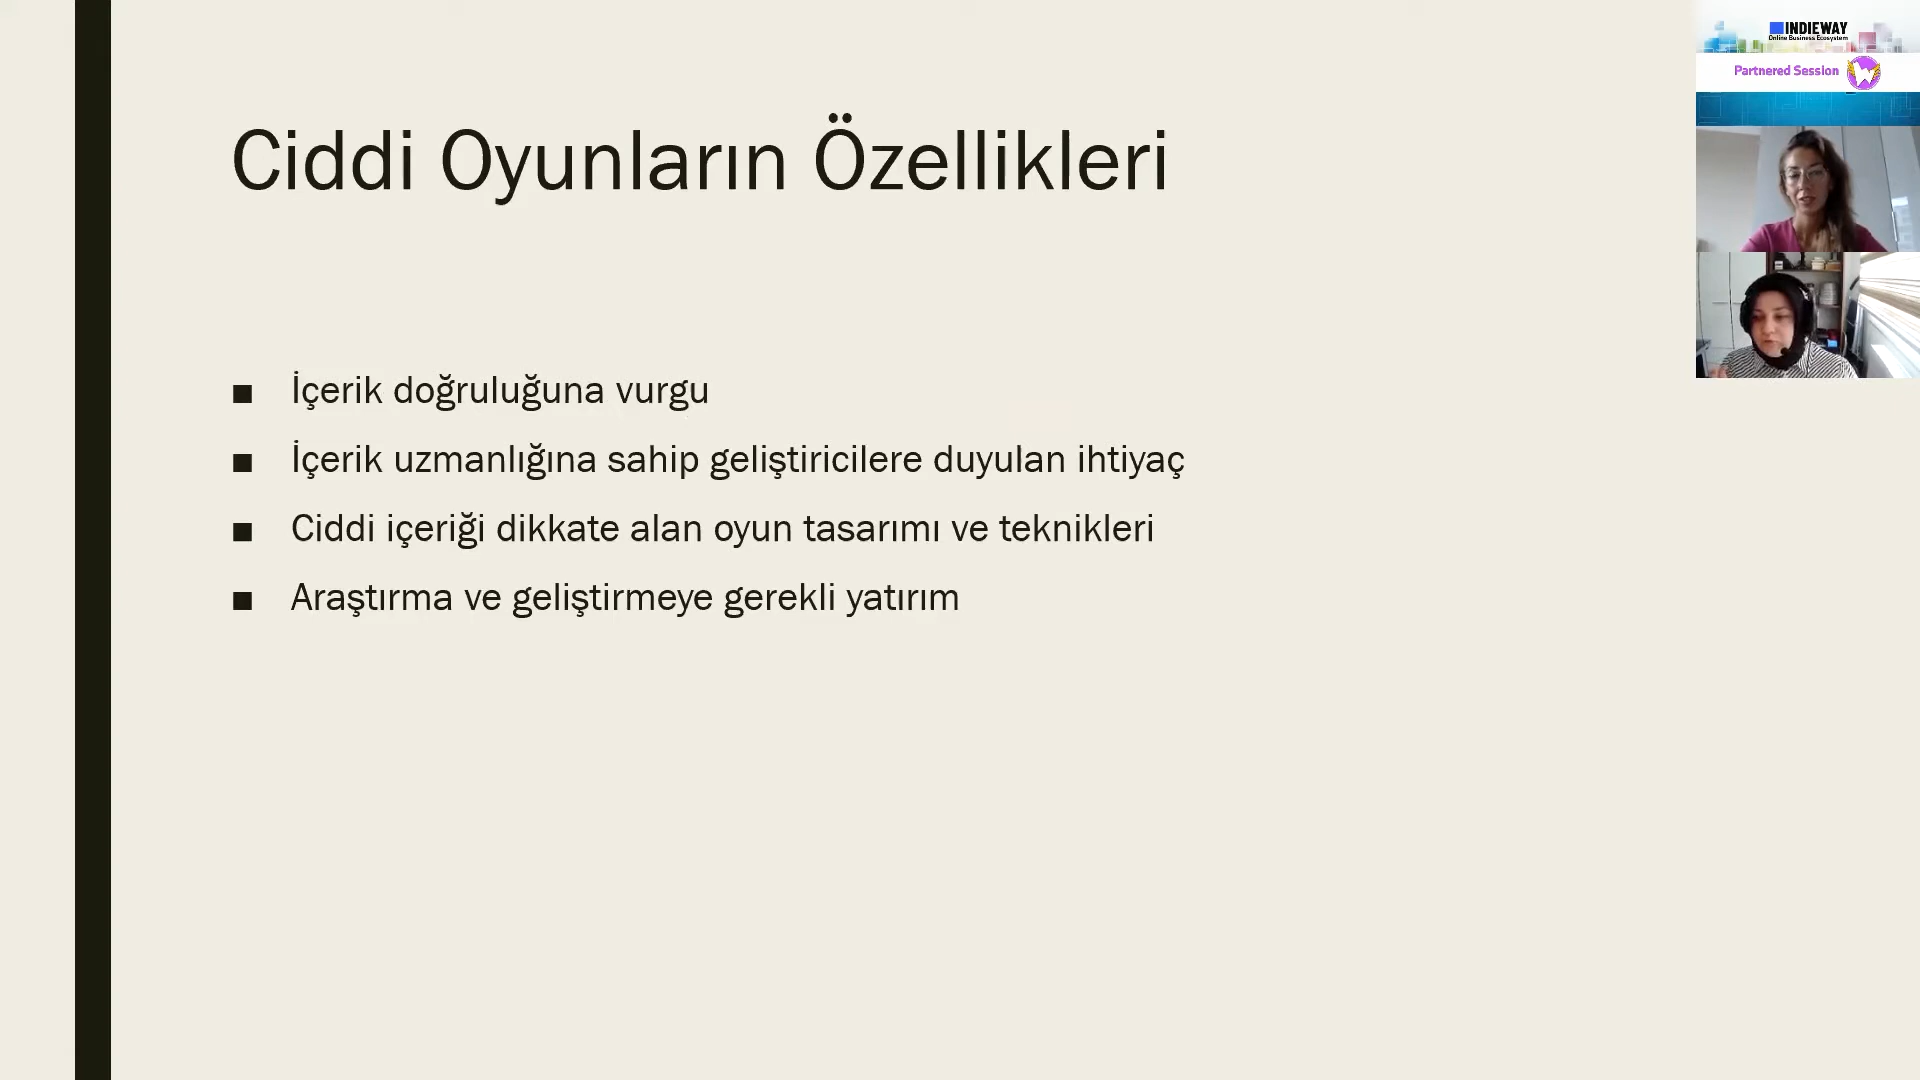 Ciddi Oyunların Özellikleri
■ İçerik doğruluğuna vurgu
■ İçerik uzmanlığına sahip geliştiricilere duyulan ihtiyaç
■ Ciddi içeriği dikkate alan oyun tasarımı ve teknikleri
■ Araştırma ve geliştirmeye gerekli yatırım
INDIEWAY
Online Business Ecosystem
Partnered Session